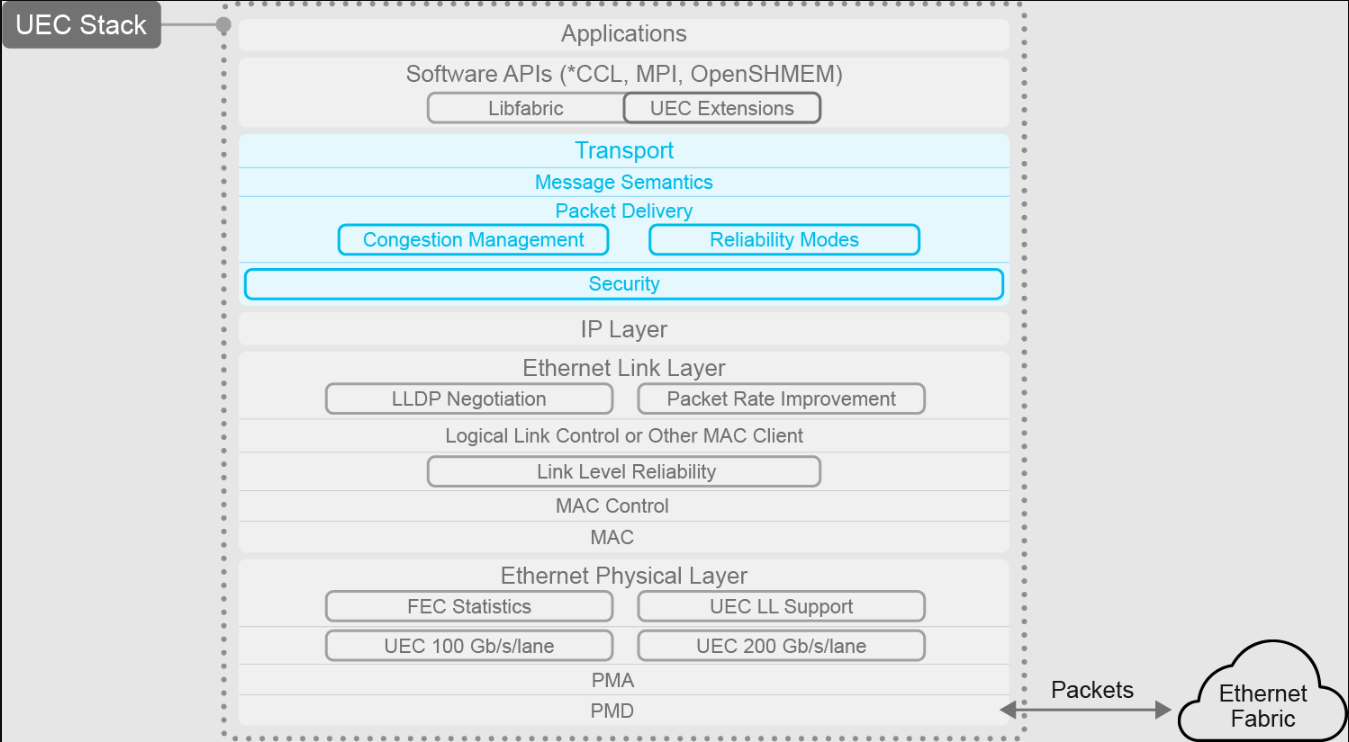 UEC Stack
Applications
Software APIs (*CCL, MPI, OpenSHMEM)
Libfabric
UEC Extensions
Transport
Message Semantics
Packet Delivery
Congestion Management
Reliability Modes
Security
IP Layer
Ethernet Link Layer
LLDP Negotiation
Packet Rate Improvement
Logical Link Control or Other MAC Client
Link Level Reliability
MAC Control
MAC
Ethernet Physical Layer
FEC Statistics
UEC LL Support
UEC 100 Gb/s/lane
UEC 200 Gb/s/lane
PMA
PMD
Packets
Ethernet
Fabric